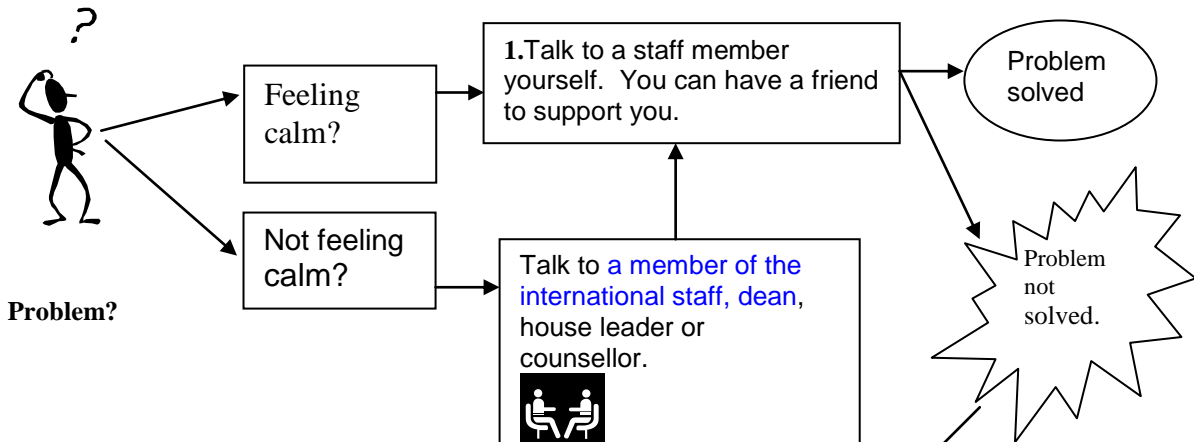 ?
Problem?
Feeling
calm?
Not feeling
calm?
1.Talk to a staff member
yourself.  You can have a friend
to support you.
Talk to a member of the
international staff, dean,
house leader or
counsellor.
Problem
solved
Problem
not
solved.